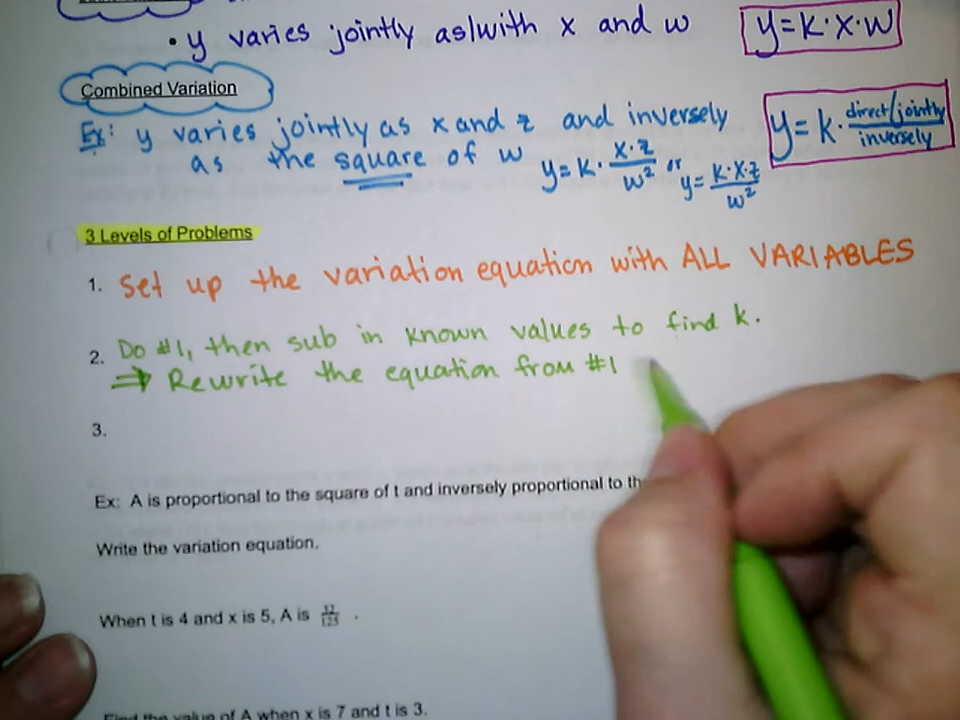 • y varies jointly as/with x and w y=k·x·w
Combined Variation
Ex: y varies jointly as x and z and inversely
as the square of w y=k·x·z/w² or y=k·x·z/w² y=k·direct/jointly/inversely
3 Levels of Problems
1. Set up the variation equation with ALL VARIABLES
2. Do #1, then sub in known values to find k.
⇒ Rewrite the equation from #1
3.
Ex: A is proportional to the square of t and inversely proportional to
Write the variation equation.
When t is 4 and x is 5, A is 32/125 .
Find the value of A when x is 7 and t is 3.